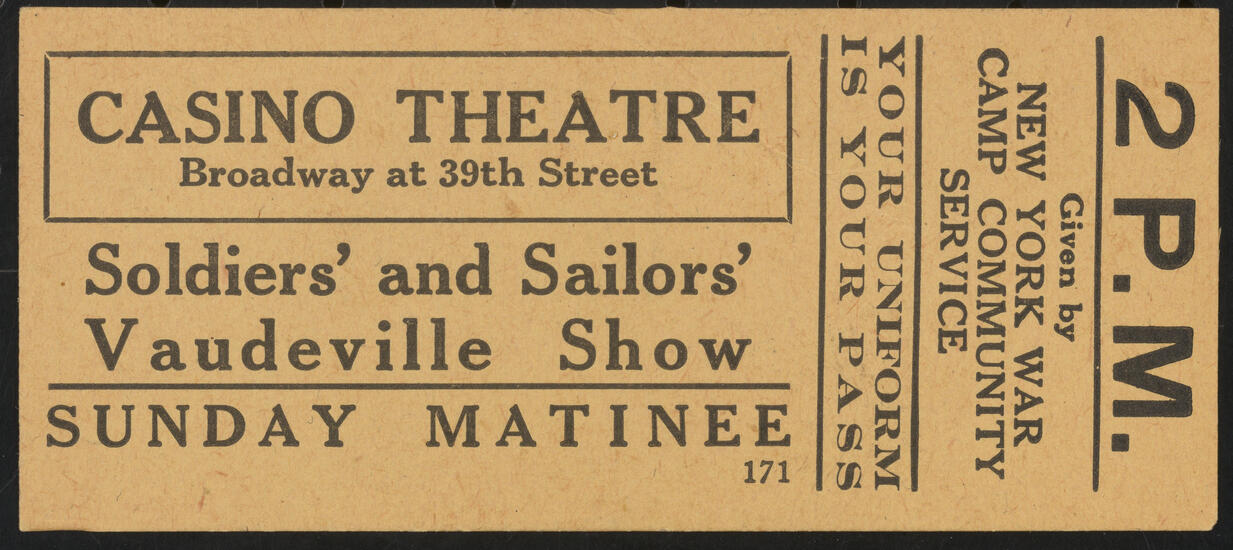 CASINO THEATRE
Broadway at 39th Street
Soldiers' and Sailors'
Vaudeville Show
SUNDAY MATINEE
171
YOUR UNIFORM
IS YOUR PASS
2 P.M.
Given by
NEW YORK WAR
CAMP COMMUNITY
SERVICE